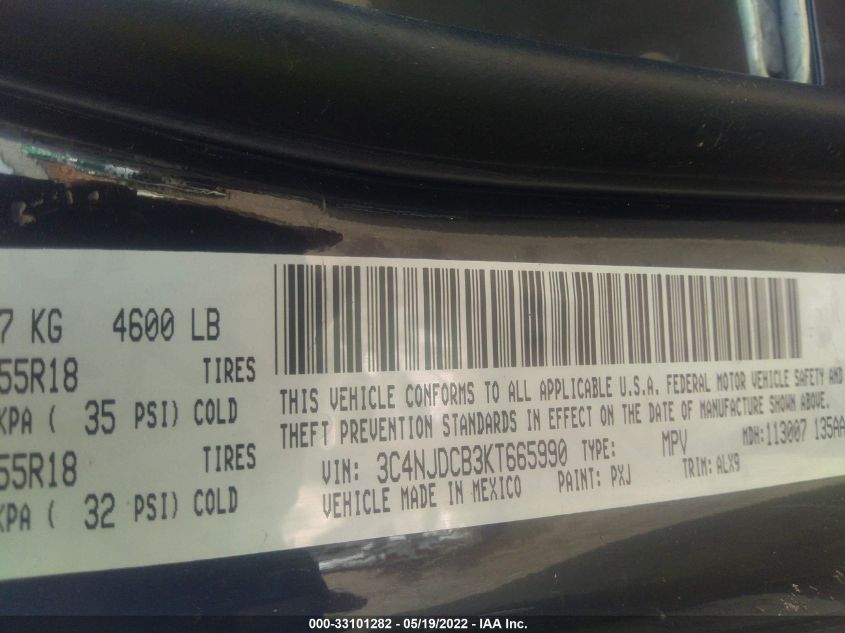 7 KG 4600 LB
55R18 TIRES
KPA ( 35 PSI) COLD
55R18 TIRES
KPA ( 32 PSI) COLD
THIS VEHICLE CONFORMS TO ALL APPLICABLE U.S.A. FEDERAL MOTOR VEHICLE SAFETY AND
THEFT PREVENTION STANDARDS IN EFFECT ON THE DATE OF MANUFACTURE SHOWN ABOVE.
VIN: 3C4NJDCB3KT665990 TYPE: MPV MDH:113007 135AA
VEHICLE MADE IN MEXICO PAINT: PXJ TRIM:ALX9
000-33101282 - 05/19/2022 - IAA Inc.